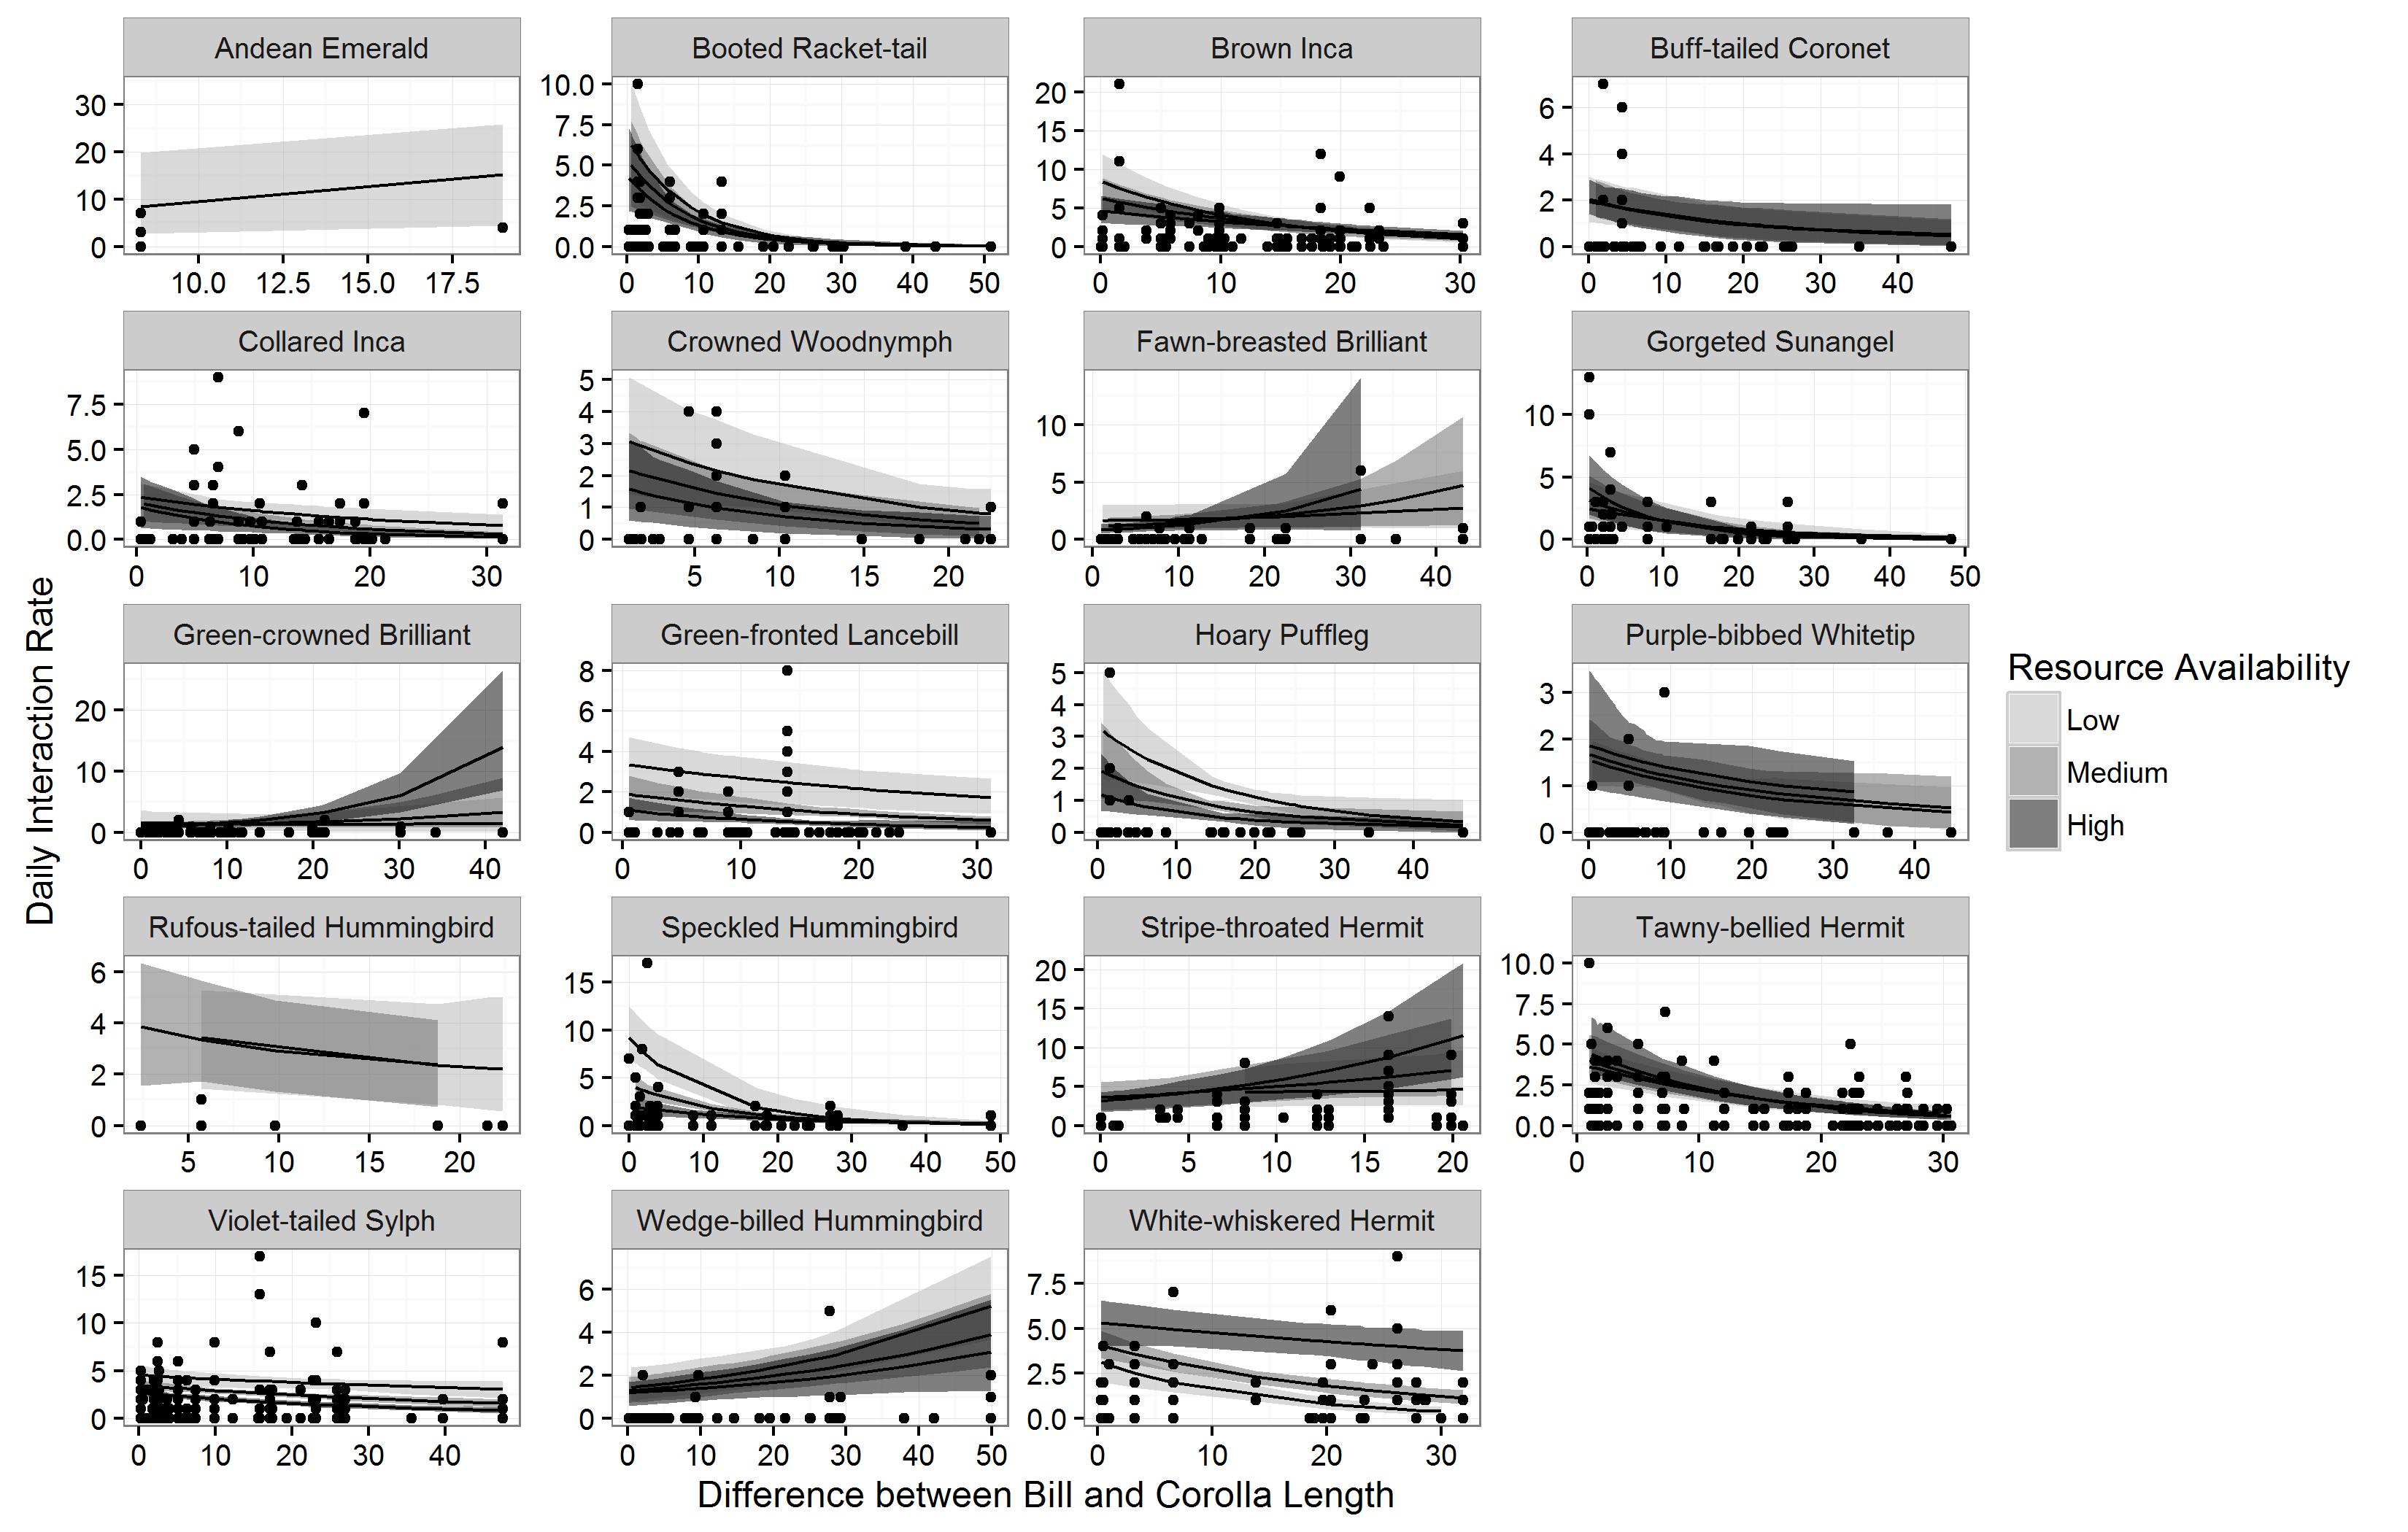 Andean Emerald
Booted Racket-tail
Brown Inca
Buff-tailed Coronet
30
20
10
0
10.0 12.5 15.0 17.5
10.0
7.5
5.0
2.5
0.0
0 10 20 30 40 50
20
15
10
5
0
0 10 20 30
6
4
2
0
0 10 20 30 40
Collared Inca
Crowned Woodnymph
Fawn-breasted Brilliant
Gorgeted Sunangel
7.5
5.0
2.5
0.0
0 10 20 30
5
4
3
2
1
0
5 10 15 20
10
5
0
0 10 20 30 40
10
5
0
0 10 20 30 40 50
Green-crowned Brilliant
Green-fronted Lancebill
Hoary Puffleg
Purple-bibbed Whitetip
20
10
0
0 10 20 30 40
8
6
4
2
0
0 10 20 30
5
4
3
2
1
0
0 10 20 30 40
3
2
1
0
0 10 20 30 40
Rufous-tailed Hummingbird
Speckled Hummingbird
Stripe-throated Hermit
Tawny-bellied Hermit
6
4
2
0
5 10 15 20
15
10
5
0
0 10 20 30 40 50
20
15
10
5
0
0 5 10 15 20
10.0
7.5
5.0
2.5
0.0
0 10 20 30
Violet-tailed Sylph
Wedge-billed Hummingbird
White-whiskered Hermit
15
10
5
0
0 10 20 30 40
6
4
2
0
0 10 20 30 40 50
7.5
5.0
2.5
0.0
0 10 20 30
Daily Interaction Rate
Difference between Bill and Corolla Length
Resource Availability
Low
Medium
High